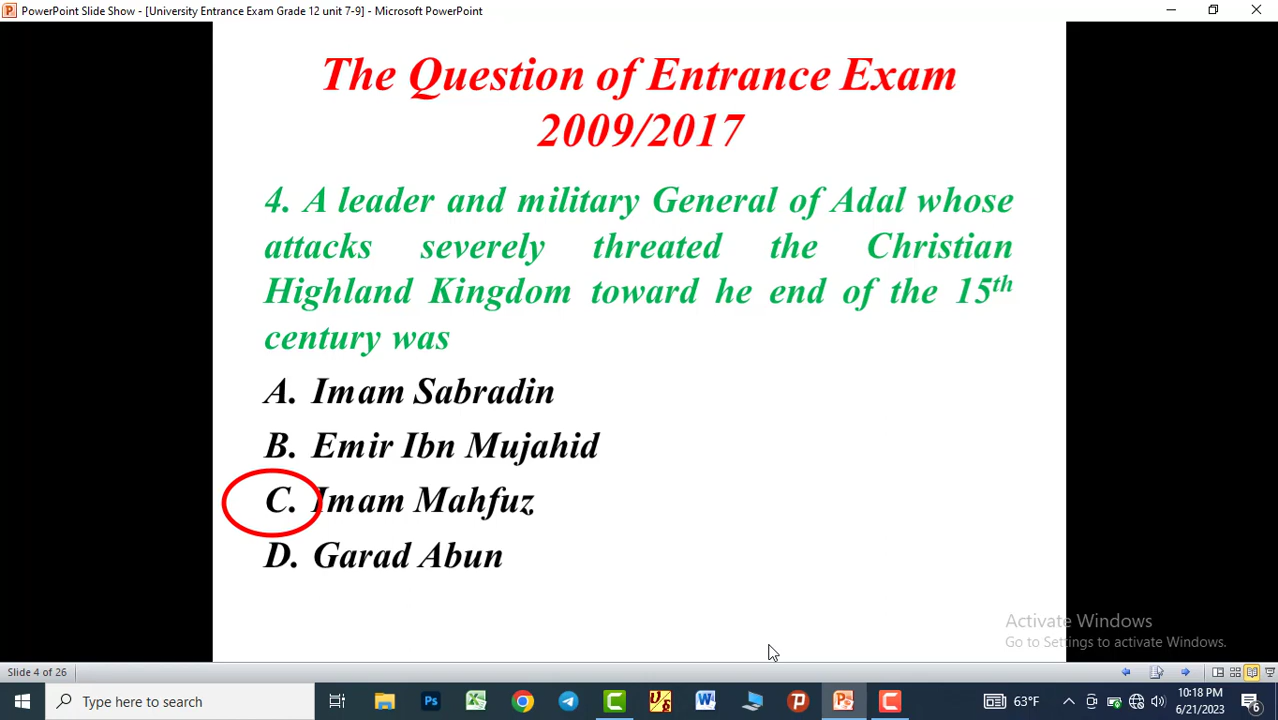 PowerPoint Slide Show - [University Entrance Exam Grade 12 unit 7-9] - Microsoft PowerPoint
The Question of Entrance Exam
2009/2017
4. A leader and military General of Adal whose
attacks severely threated the Christian
Highland Kingdom toward he end of the 15th
century was
A. Imam Sabradin
B. Emir Ibn Mujahid
C. Imam Mahfuz
D. Garad Abun
Activate Windows
Go to Settings to activate Windows.
Slide 4 of 26
Type here to search
63°F
10:18 PM
6/21/2023
6